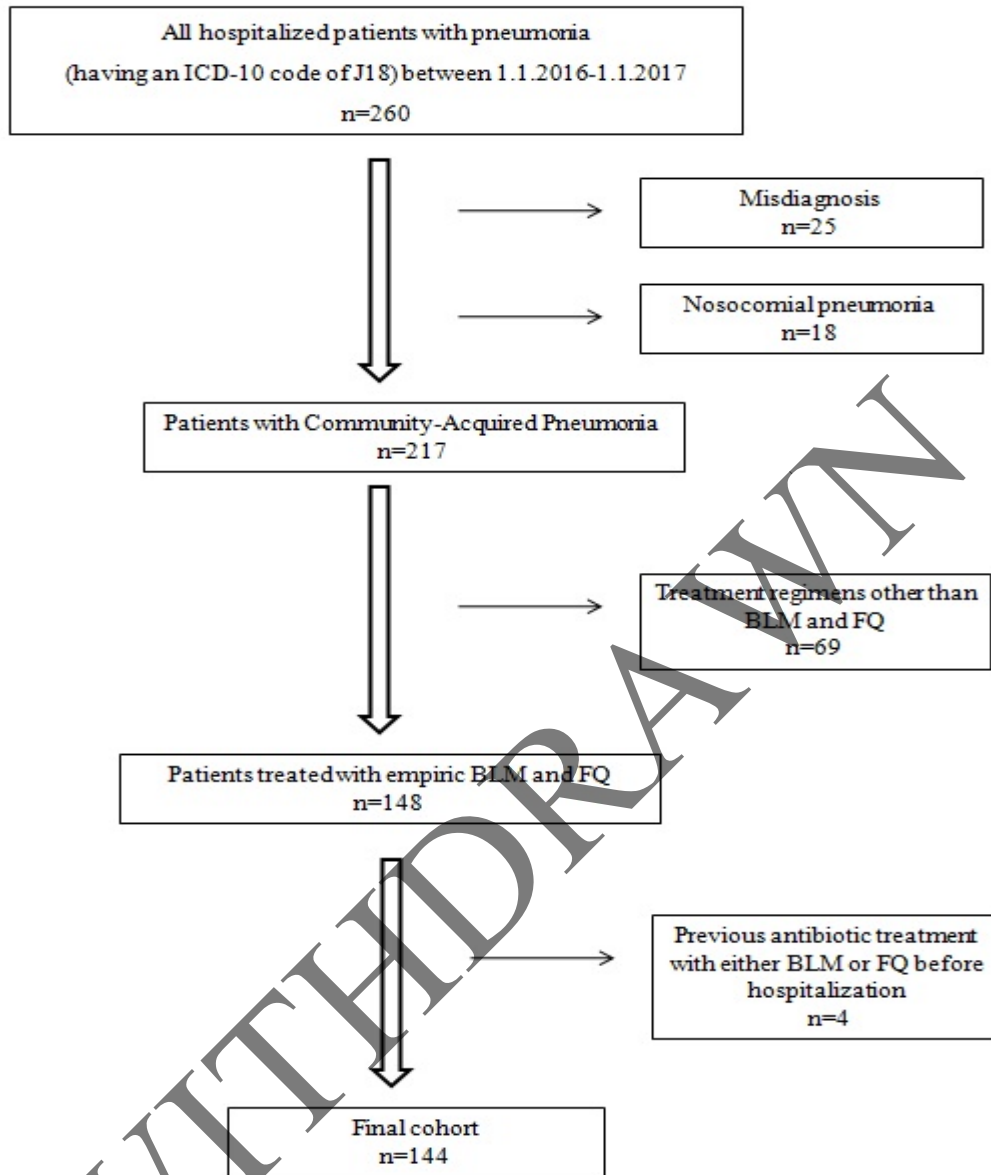 All hospitalized patients with pneumonia
(having an ICD-10 code of J18) between 1.1.2016-1.1.2017
n=260
Misdiagnosis
n=25
Nosocomial pneumonia
n=18
Patients with Community-Acquired Pneumonia
n=217
Treatment regimens other than
BLM and FQ
n=69
Patients treated with empiric BLM and FQ
n=148
Previous antibiotic treatment
with either BLM or FQ before
hospitalization
n=4
Final cohort
n=144
WITHDRAWN